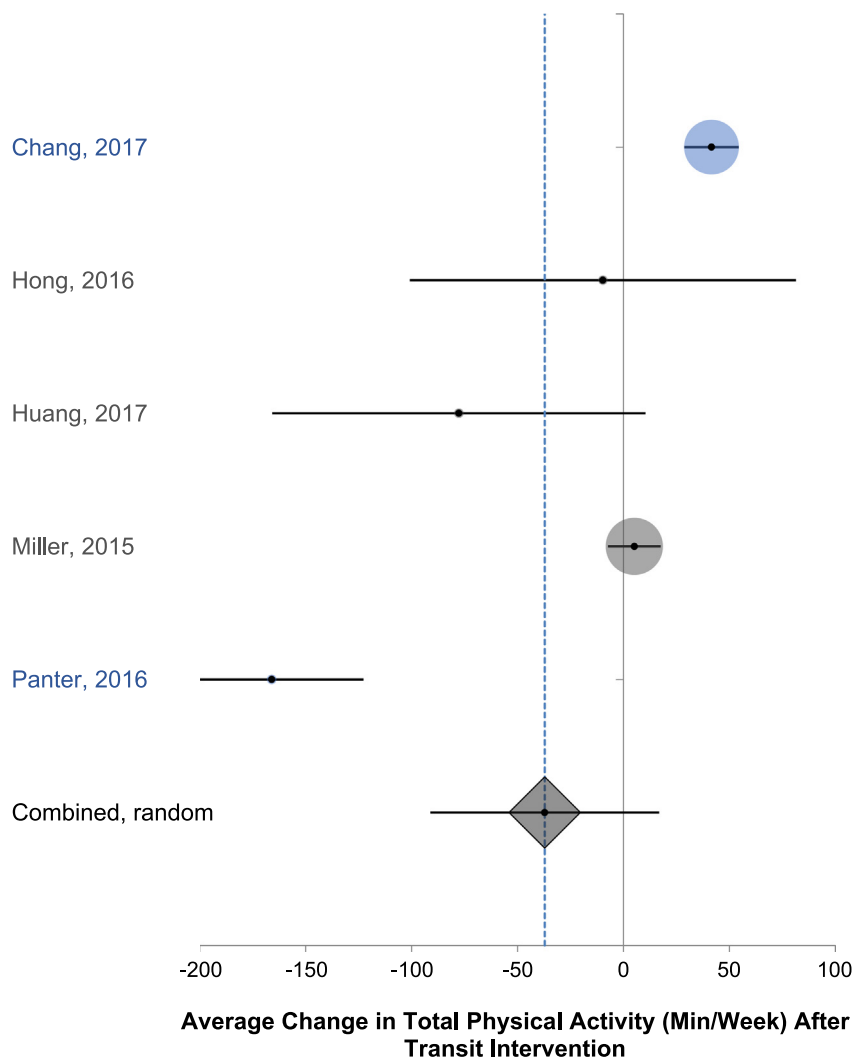 Chang, 2017
Hong, 2016
Huang, 2017
Miller, 2015
Panter, 2016
Combined, random
-200 -150 -100 -50 0 50 100
Average Change in Total Physical Activity (Min/Week) After
Transit Intervention